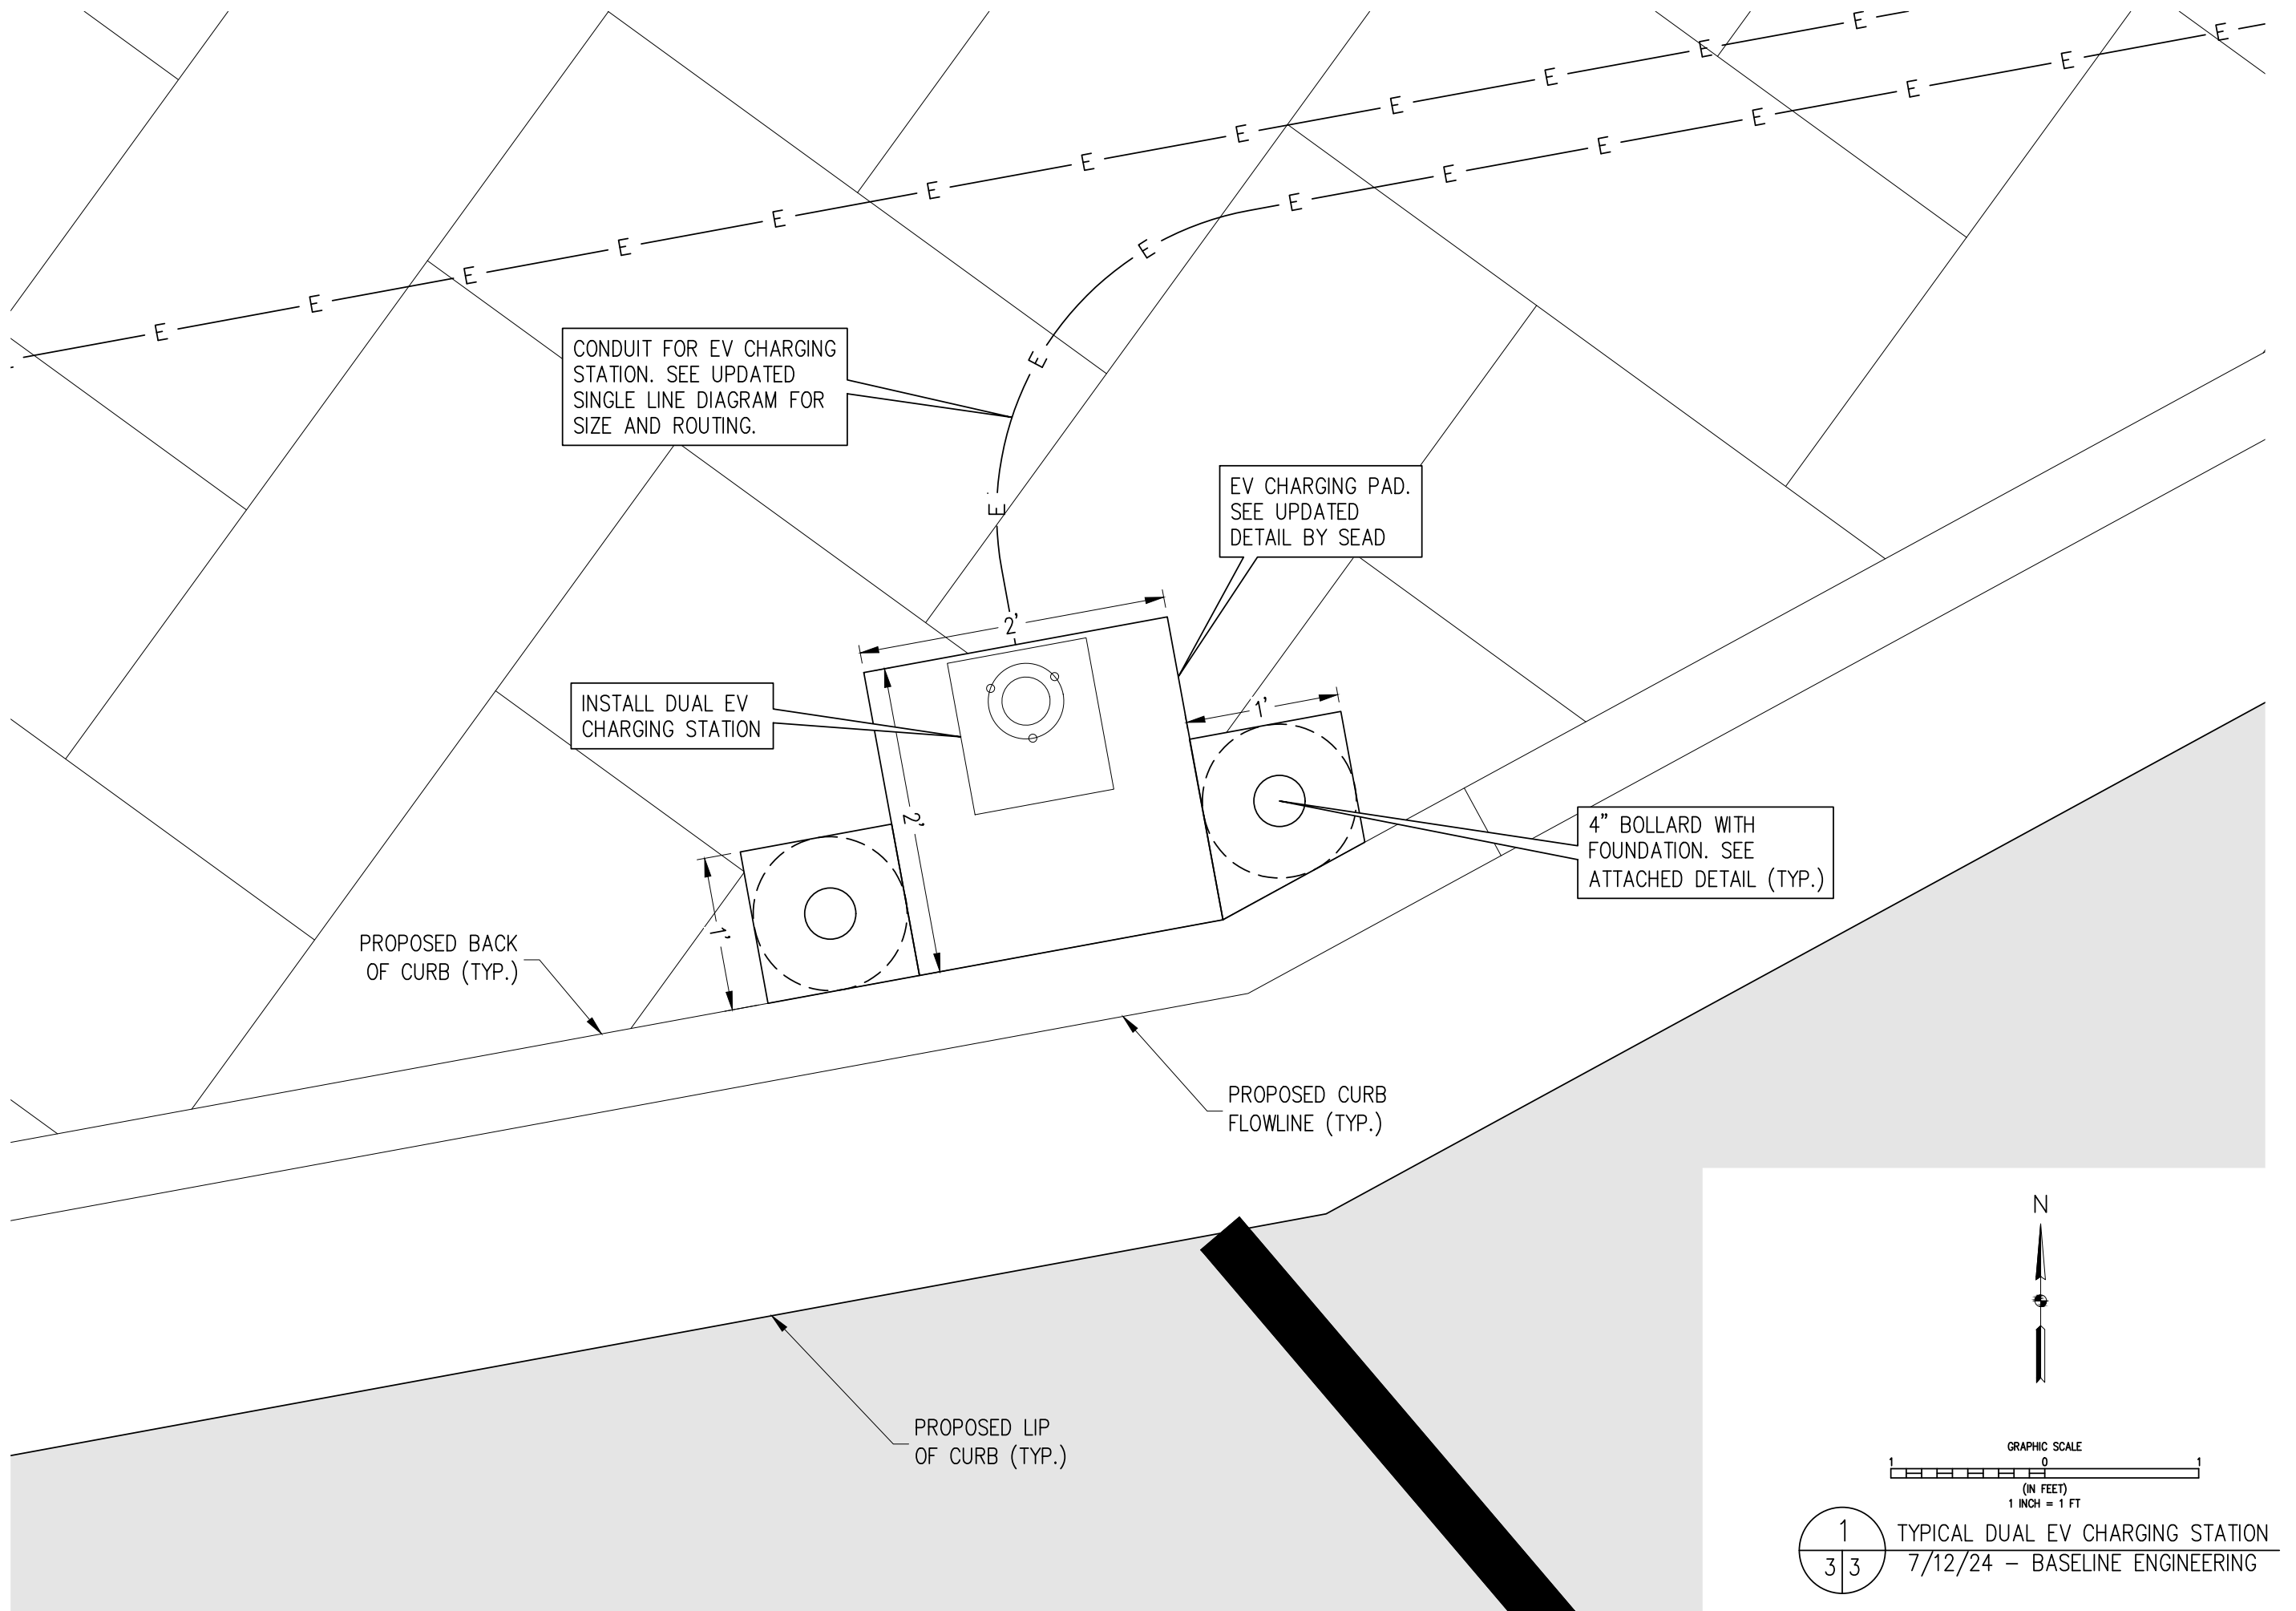 E E E E E E E E E E E E
E E E E E E E E E E
CONDUIT FOR EV CHARGING
STATION. SEE UPDATED
SINGLE LINE DIAGRAM FOR
SIZE AND ROUTING.
EV CHARGING PAD.
SEE UPDATED
DETAIL BY SEAD
2'
INSTALL DUAL EV
CHARGING STATION
1'
2'
4" BOLLARD WITH
FOUNDATION. SEE
ATTACHED DETAIL (TYP.)
1'
PROPOSED BACK
OF CURB (TYP.)
PROPOSED CURB
FLOWLINE (TYP.)
PROPOSED LIP
OF CURB (TYP.)
N
GRAPHIC SCALE
1 0 1
(IN FEET)
1 INCH = 1 FT
1
3 3
TYPICAL DUAL EV CHARGING STATION
7/12/24 – BASELINE ENGINEERING